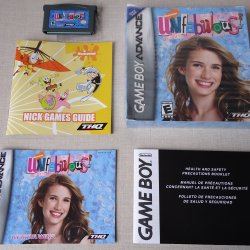 GAME BOY ADVANCE
Unfabulous!
E
THQ
NICK GAMES GUIDE
THQ
Unfabulous!
THQ
GAME BOY
HEALTH AND SAFETY
PRECAUTIONS BOOKLET
MANUEL DE PRÉCAUTIONS
CONCERNANT LA SANTÉ ET LA SÉCURITÉ
FOLLETO DE PRECAUCIONES
DE SALUD Y SEGURIDAD